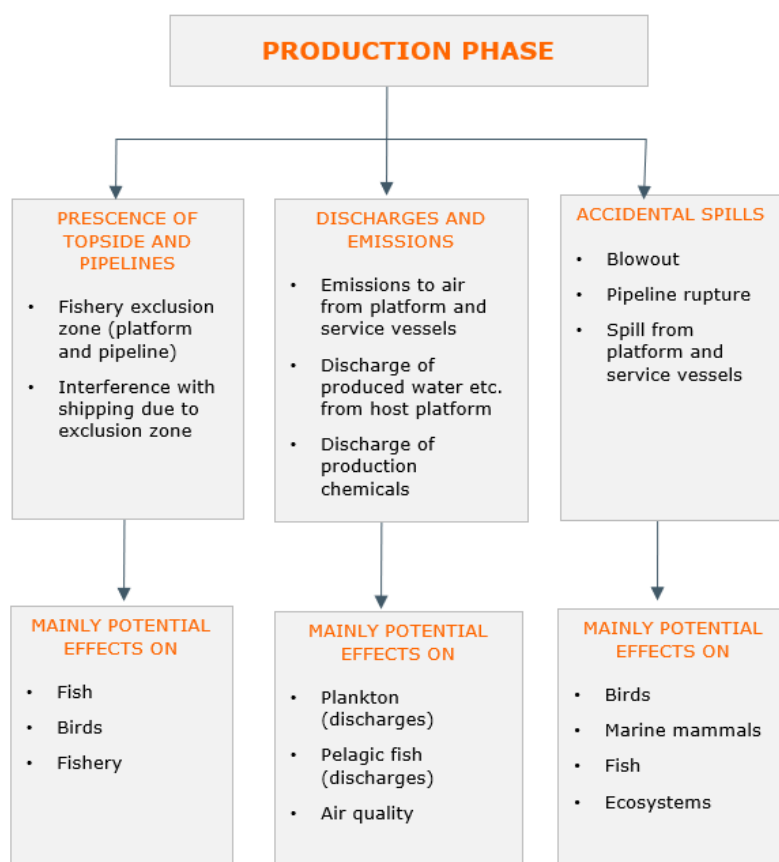 PRODUCTION PHASE
PRESCENCE OF
TOPSIDE AND
PIPELINES
• Fishery exclusion
zone (platform
and pipeline)
• Interference with
shipping due to
exclusion zone
DISCHARGES AND
EMISSIONS
• Emissions to air
from platform and
service vessels
• Discharge of
produced water etc.
from host platform
• Discharge of
production
chemicals
ACCIDENTAL SPILLS
• Blowout
• Pipeline rupture
• Spill from
platform and
service vessels
MAINLY POTENTIAL
EFFECTS ON
• Fish
• Birds
• Fishery
MAINLY POTENTIAL
EFFECTS ON
• Plankton
(discharges)
• Pelagic fish
(discharges)
• Air quality
MAINLY POTENTIAL
EFFECTS ON
• Birds
• Marine mammals
• Fish
• Ecosystems